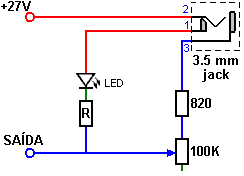 +27V
2
1
3
3.5 mm
jack
LED
R
820
SAÍDA
100K